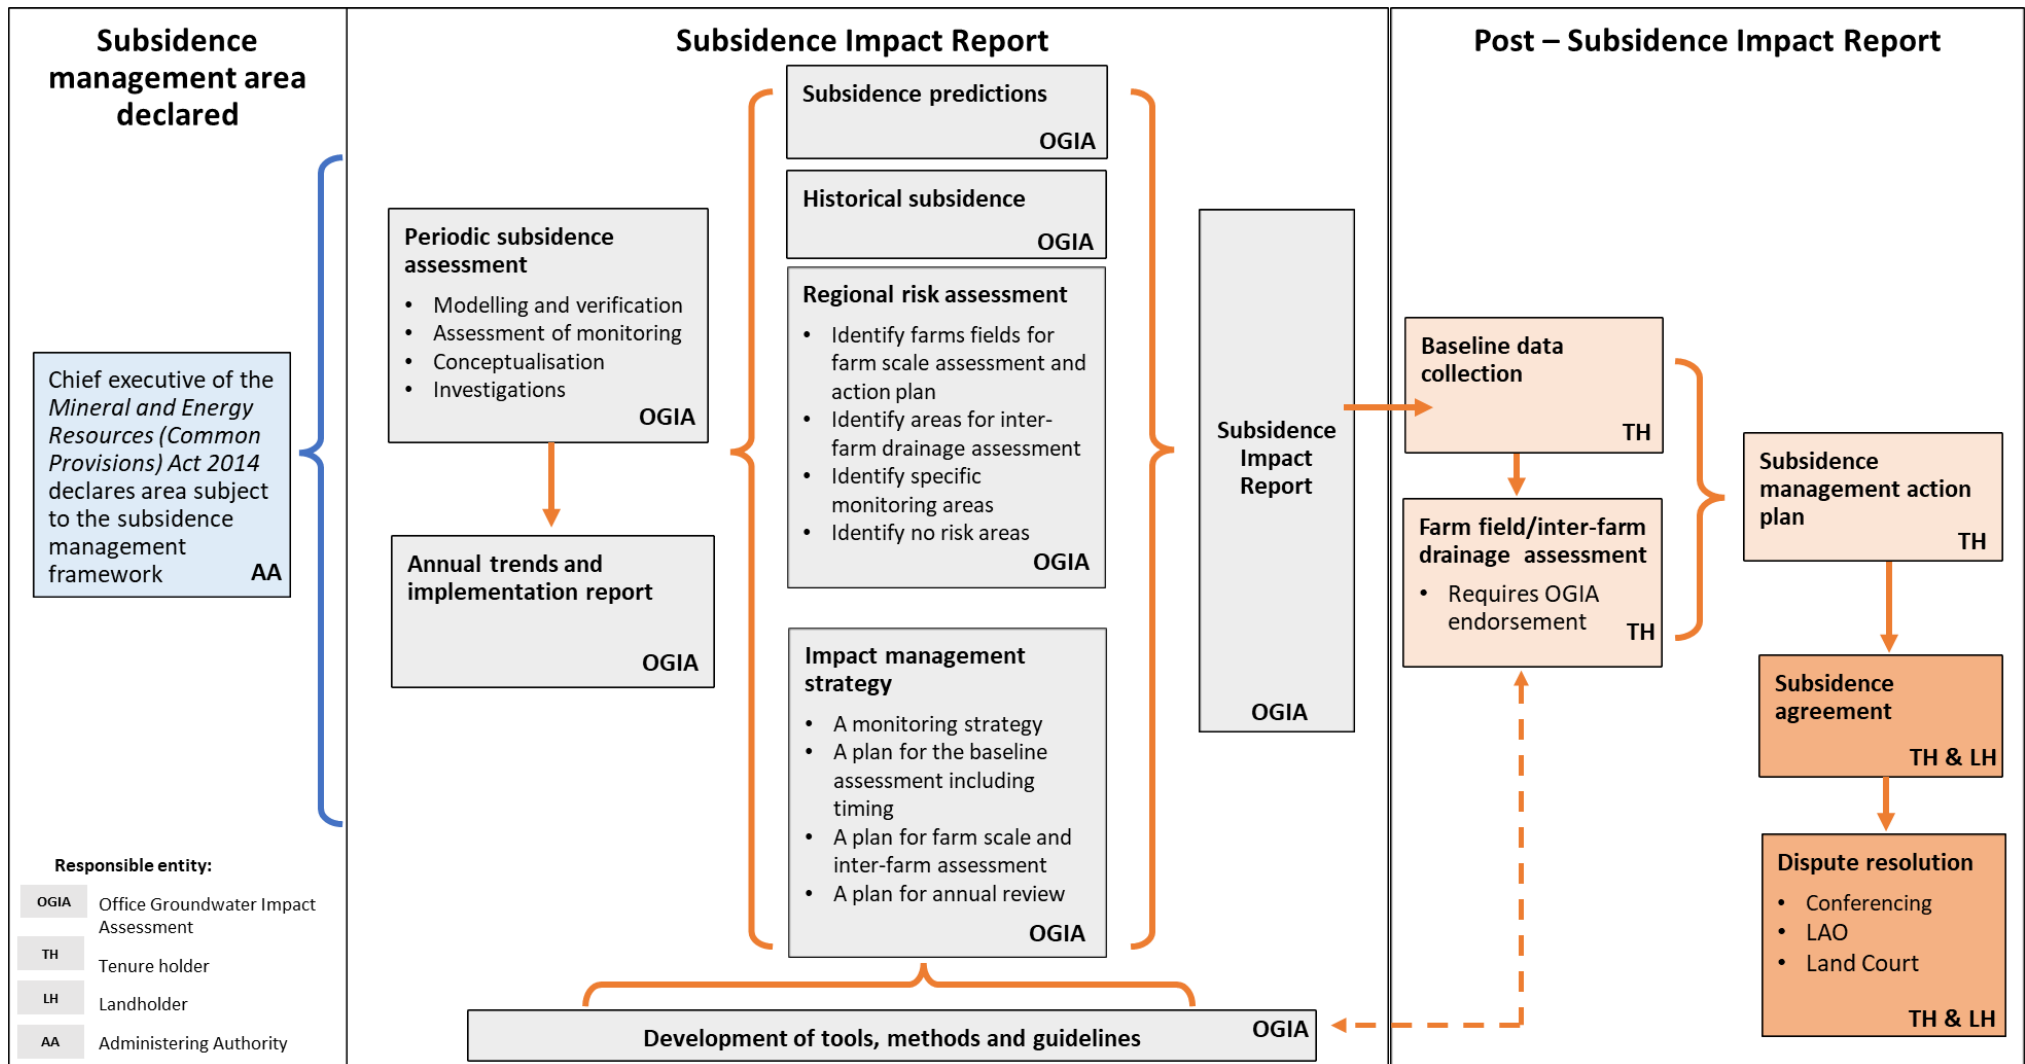 Subsidence
management area
declared
Chief executive of the
Mineral and Energy
Resources (Common
Provisions) Act 2014
declares area subject
to the subsidence
management
framework
AA
Responsible entity:
OGIA
Office Groundwater Impact
Assessment
TH
Tenure holder
LH
Landholder
AA
Administering Authority
Subsidence Impact Report
Periodic subsidence
assessment
• Modelling and verification
• Assessment of monitoring
• Conceptualisation
• Investigations
OGIA
Annual trends and
implementation report
OGIA
Subsidence predictions
OGIA
Historical subsidence
OGIA
Regional risk assessment
• Identify farms fields for
farm scale assessment and
action plan
• Identify areas for inter-
farm drainage assessment
• Identify specific
monitoring areas
• Identify no risk areas
OGIA
Impact management
strategy
• A monitoring strategy
• A plan for the baseline
assessment including
timing
• A plan for farm scale and
inter-farm assessment
• A plan for annual review
OGIA
Subsidence
Impact
Report
OGIA
Development of tools, methods and guidelines
OGIA
Post – Subsidence Impact Report
Baseline data
collection
TH
Farm field/inter-farm
drainage assessment
• Requires OGIA
endorsement
TH
Subsidence
management action
plan
TH
Subsidence
agreement
TH & LH
Dispute resolution
• Conferencing
• LAO
• Land Court
TH & LH